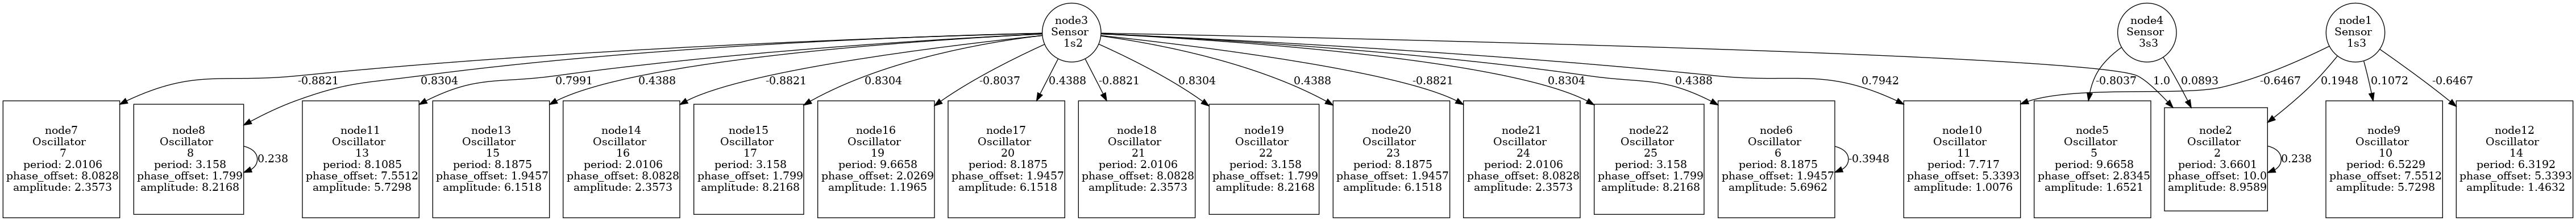 node3
Sensor
1s2
node4
Sensor
3s3
node1
Sensor
1s3
-0.8821
0.8304
0.7991
0.4388
-0.8821
0.8304
-0.8037
0.4388
-0.8821
0.8304
0.4388
-0.8821
0.8304
0.4388
0.7942
1.0
-0.6467
-0.8037
0.0893
0.1948
0.1072
-0.6467
node7
Oscillator
7
period: 2.0106
phase_offset: 8.0828
amplitude: 2.3573
node8
Oscillator
8
period: 3.158
phase_offset: 1.799
amplitude: 8.2168
0.238
node11
Oscillator
13
period: 8.1085
phase_offset: 7.5512
amplitude: 5.7298
node13
Oscillator
15
period: 8.1875
phase_offset: 1.9457
amplitude: 6.1518
node14
Oscillator
16
period: 2.0106
phase_offset: 8.0828
amplitude: 2.3573
node15
Oscillator
17
period: 3.158
phase_offset: 1.799
amplitude: 8.2168
node16
Oscillator
19
period: 9.6658
phase_offset: 2.0269
amplitude: 1.1965
node17
Oscillator
20
period: 8.1875
phase_offset: 1.9457
amplitude: 6.1518
node18
Oscillator
21
period: 2.0106
phase_offset: 8.0828
amplitude: 2.3573
node19
Oscillator
22
period: 3.158
phase_offset: 1.799
amplitude: 8.2168
node20
Oscillator
23
period: 8.1875
phase_offset: 1.9457
amplitude: 6.1518
node21
Oscillator
24
period: 2.0106
phase_offset: 8.0828
amplitude: 2.3573
node22
Oscillator
25
period: 3.158
phase_offset: 1.799
amplitude: 8.2168
node6
Oscillator
6
period: 8.1875
phase_offset: 1.9457
amplitude: 5.6962
-0.3948
node10
Oscillator
11
period: 7.717
phase_offset: 5.3393
amplitude: 1.0076
node5
Oscillator
5
period: 9.6658
phase_offset: 2.8345
amplitude: 1.6521
node2
Oscillator
2
period: 3.6601
phase_offset: 10.0
amplitude: 8.9589
0.238
node9
Oscillator
10
period: 6.5229
phase_offset: 7.5512
amplitude: 5.7298
node12
Oscillator
14
period: 6.3192
phase_offset: 5.3393
amplitude: 1.4632